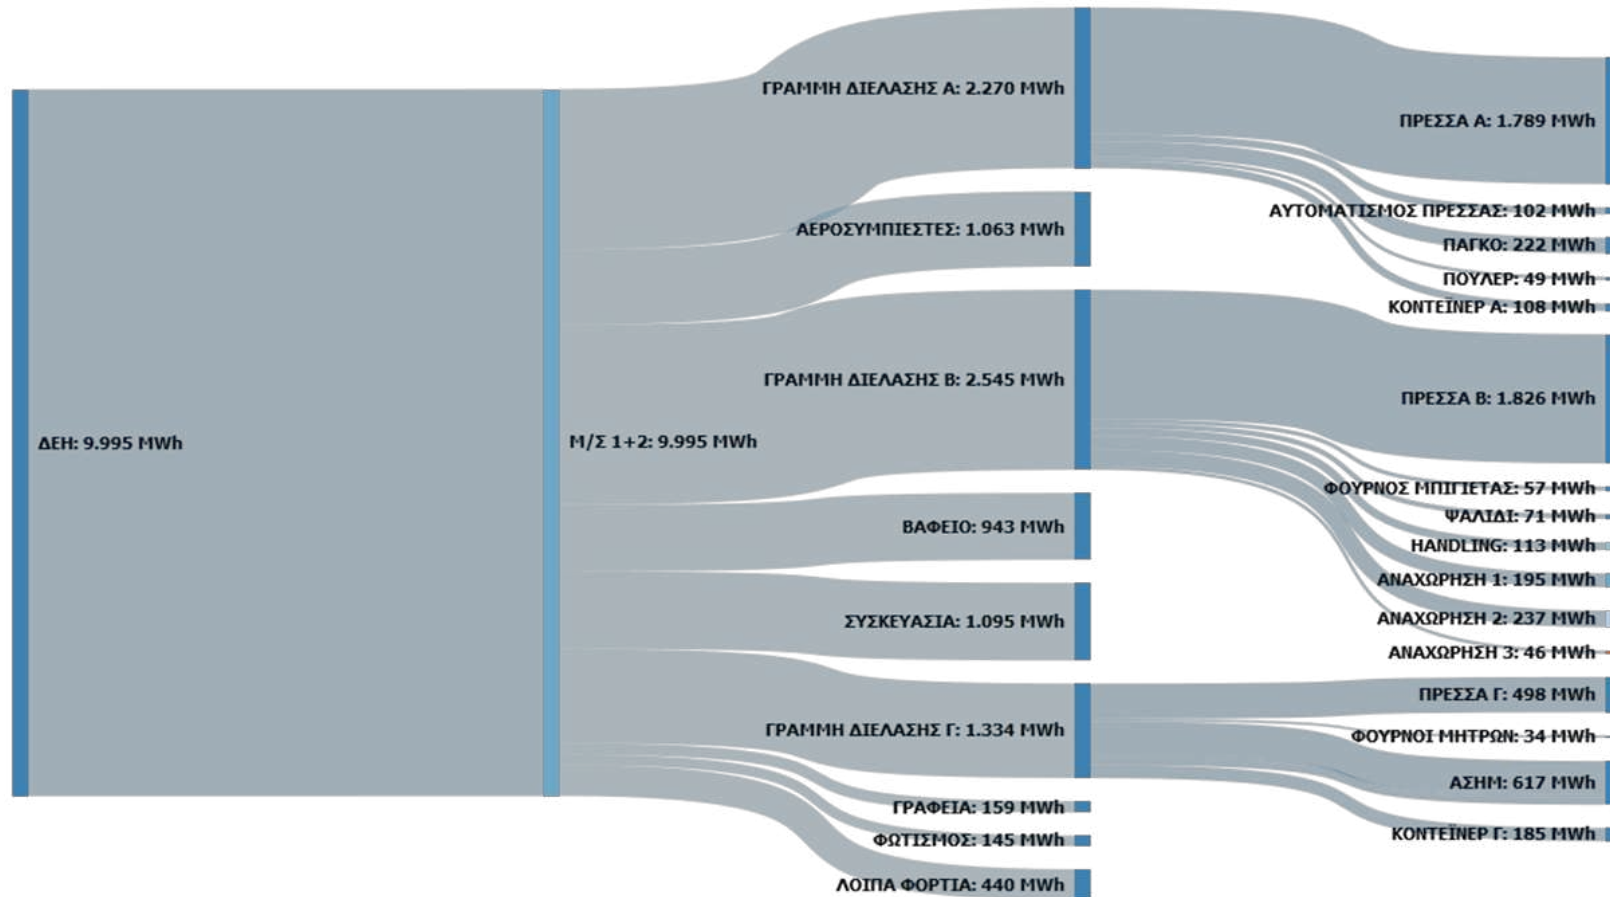 ΔΕΗ: 9.995 MWh
Μ/Σ 1+2: 9.995 MWh
ΓΡΑΜΜΗ ΔΙΕΛΑΣΗΣ Α: 2.270 MWh
ΑΕΡΟΣΥΜΠΙΕΣΤΕΣ: 1.063 MWh
ΓΡΑΜΜΗ ΔΙΕΛΑΣΗΣ Β: 2.545 MWh
ΒΑΦΕΙΟ: 943 MWh
ΣΥΣΚΕΥΑΣΙΑ: 1.095 MWh
ΓΡΑΜΜΗ ΔΙΕΛΑΣΗΣ Γ: 1.334 MWh
ΓΡΑΦΕΙΑ: 159 MWh
ΦΩΤΙΣΜΟΣ: 145 MWh
ΛΟΙΠΑ ΦΟΡΤΙΑ: 440 MWh
ΠΡΕΣΣΑ Α: 1.789 MWh
ΑΥΤΟΜΑΤΙΣΜΟΣ ΠΡΕΣΣΑΣ: 102 MWh
ΠΑΓΚΟ: 222 MWh
ΠΟΥΛΕΡ: 49 MWh
ΚΟΝΤΕΪΝΕΡ Α: 108 MWh
ΠΡΕΣΣΑ Β: 1.826 MWh
ΦΟΥΡΝΟΣ ΜΠΙΓΙΕΤΑΣ: 57 MWh
ΨΑΛΙΔΙ: 71 MWh
HANDLING: 113 MWh
ΑΝΑΧΩΡΗΣΗ 1: 195 MWh
ΑΝΑΧΩΡΗΣΗ 2: 237 MWh
ΑΝΑΧΩΡΗΣΗ 3: 46 MWh
ΠΡΕΣΣΑ Γ: 498 MWh
ΦΟΥΡΝΟΙ ΜΗΤΡΩΝ: 34 MWh
ΑΣΗΜ: 617 MWh
ΚΟΝΤΕΪΝΕΡ Γ: 185 MWh